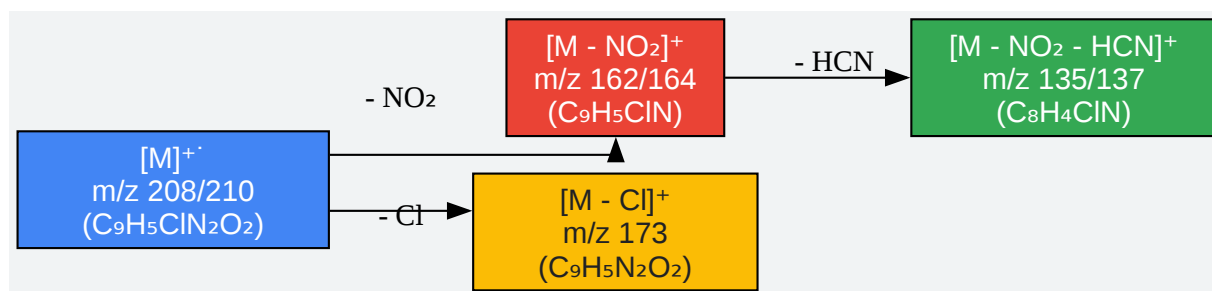 [M]⁺˙
m/z 208/210
(C₉H₅ClN₂O₂)
- NO₂
[M - NO₂]⁺
m/z 162/164
(C₉H₅ClN)
- HCN
[M - NO₂ - HCN]⁺
m/z 135/137
(C₈H₄ClN)
- Cl
[M - Cl]⁺
m/z 173
(C₉H₅N₂O₂)